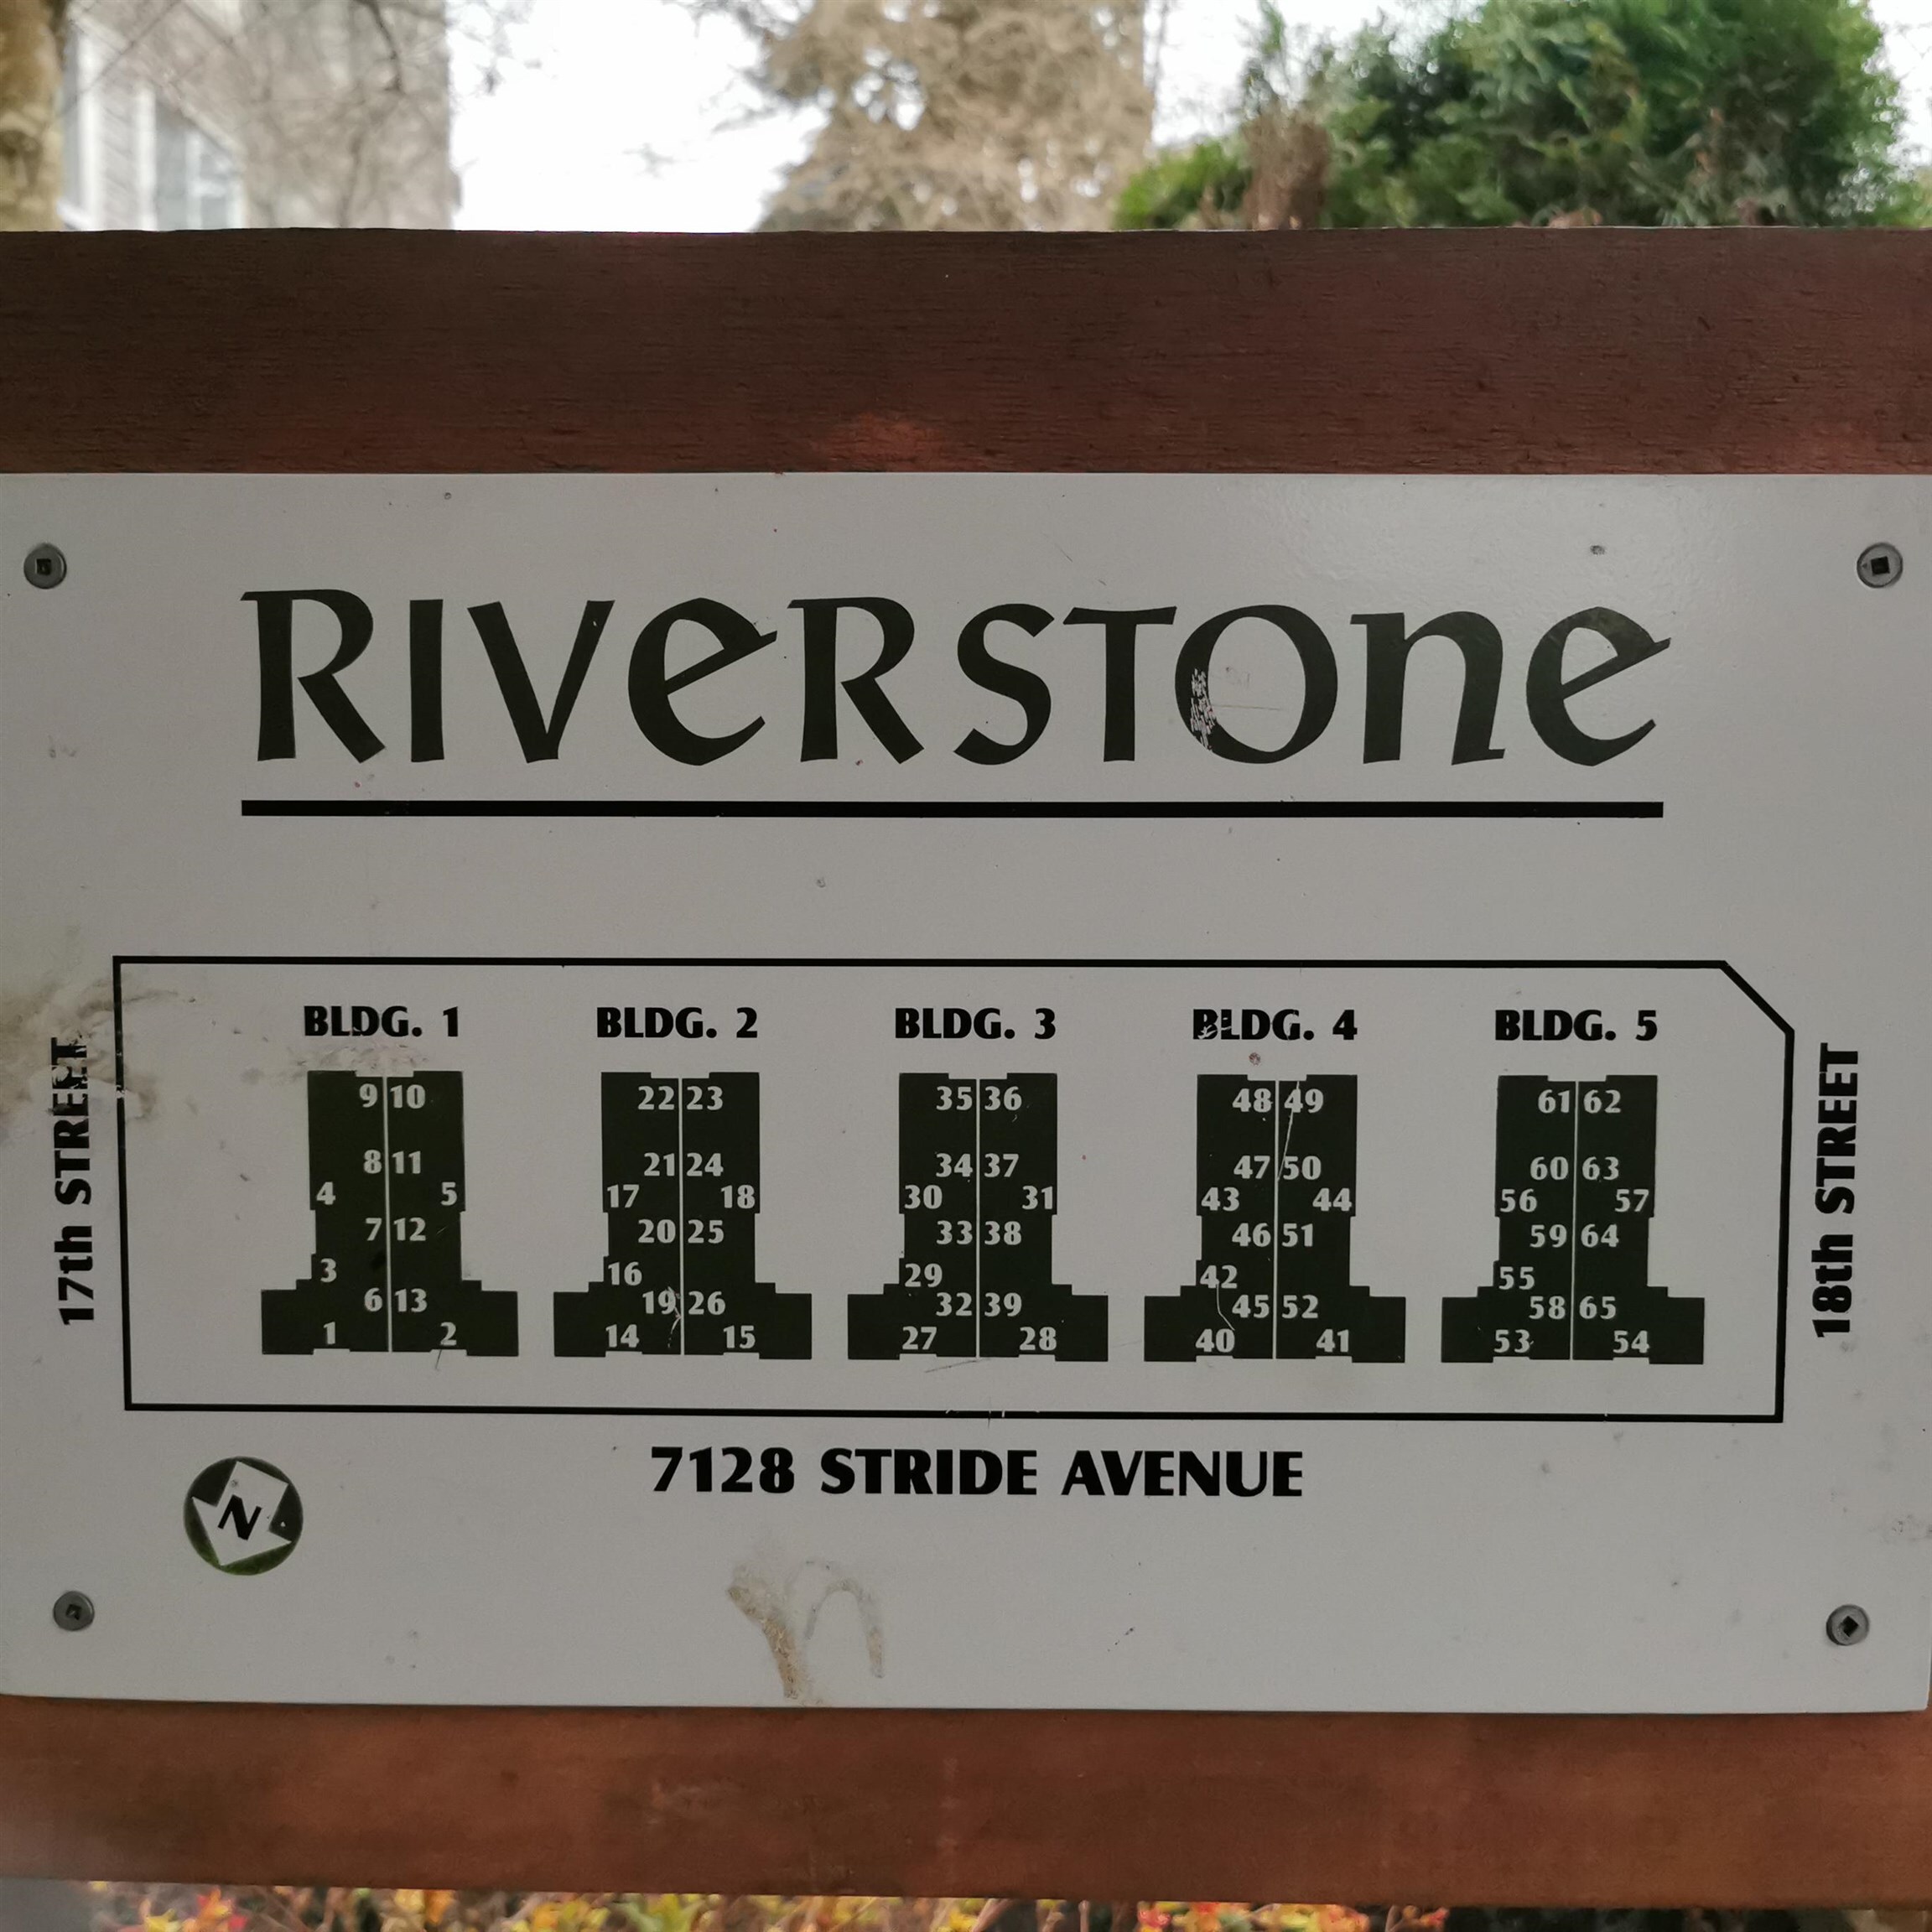 RIVERSTONE
BLDG. 1 BLDG. 2 BLDG. 3 BLDG. 4 BLDG. 5
9 10 22 23 35 36 48 49 61 62
8 11 21 24 34 37 47 50 60 63
4 5 17 18 30 31 43 44 56 57
7 12 20 25 33 38 46 51 59 64
3 16 29 42 55
6 13 19 26 32 39 45 52 58 65
1 2 14 15 27 28 40 41 53 54
17th STREET
18th STREET
7128 STRIDE AVENUE
N